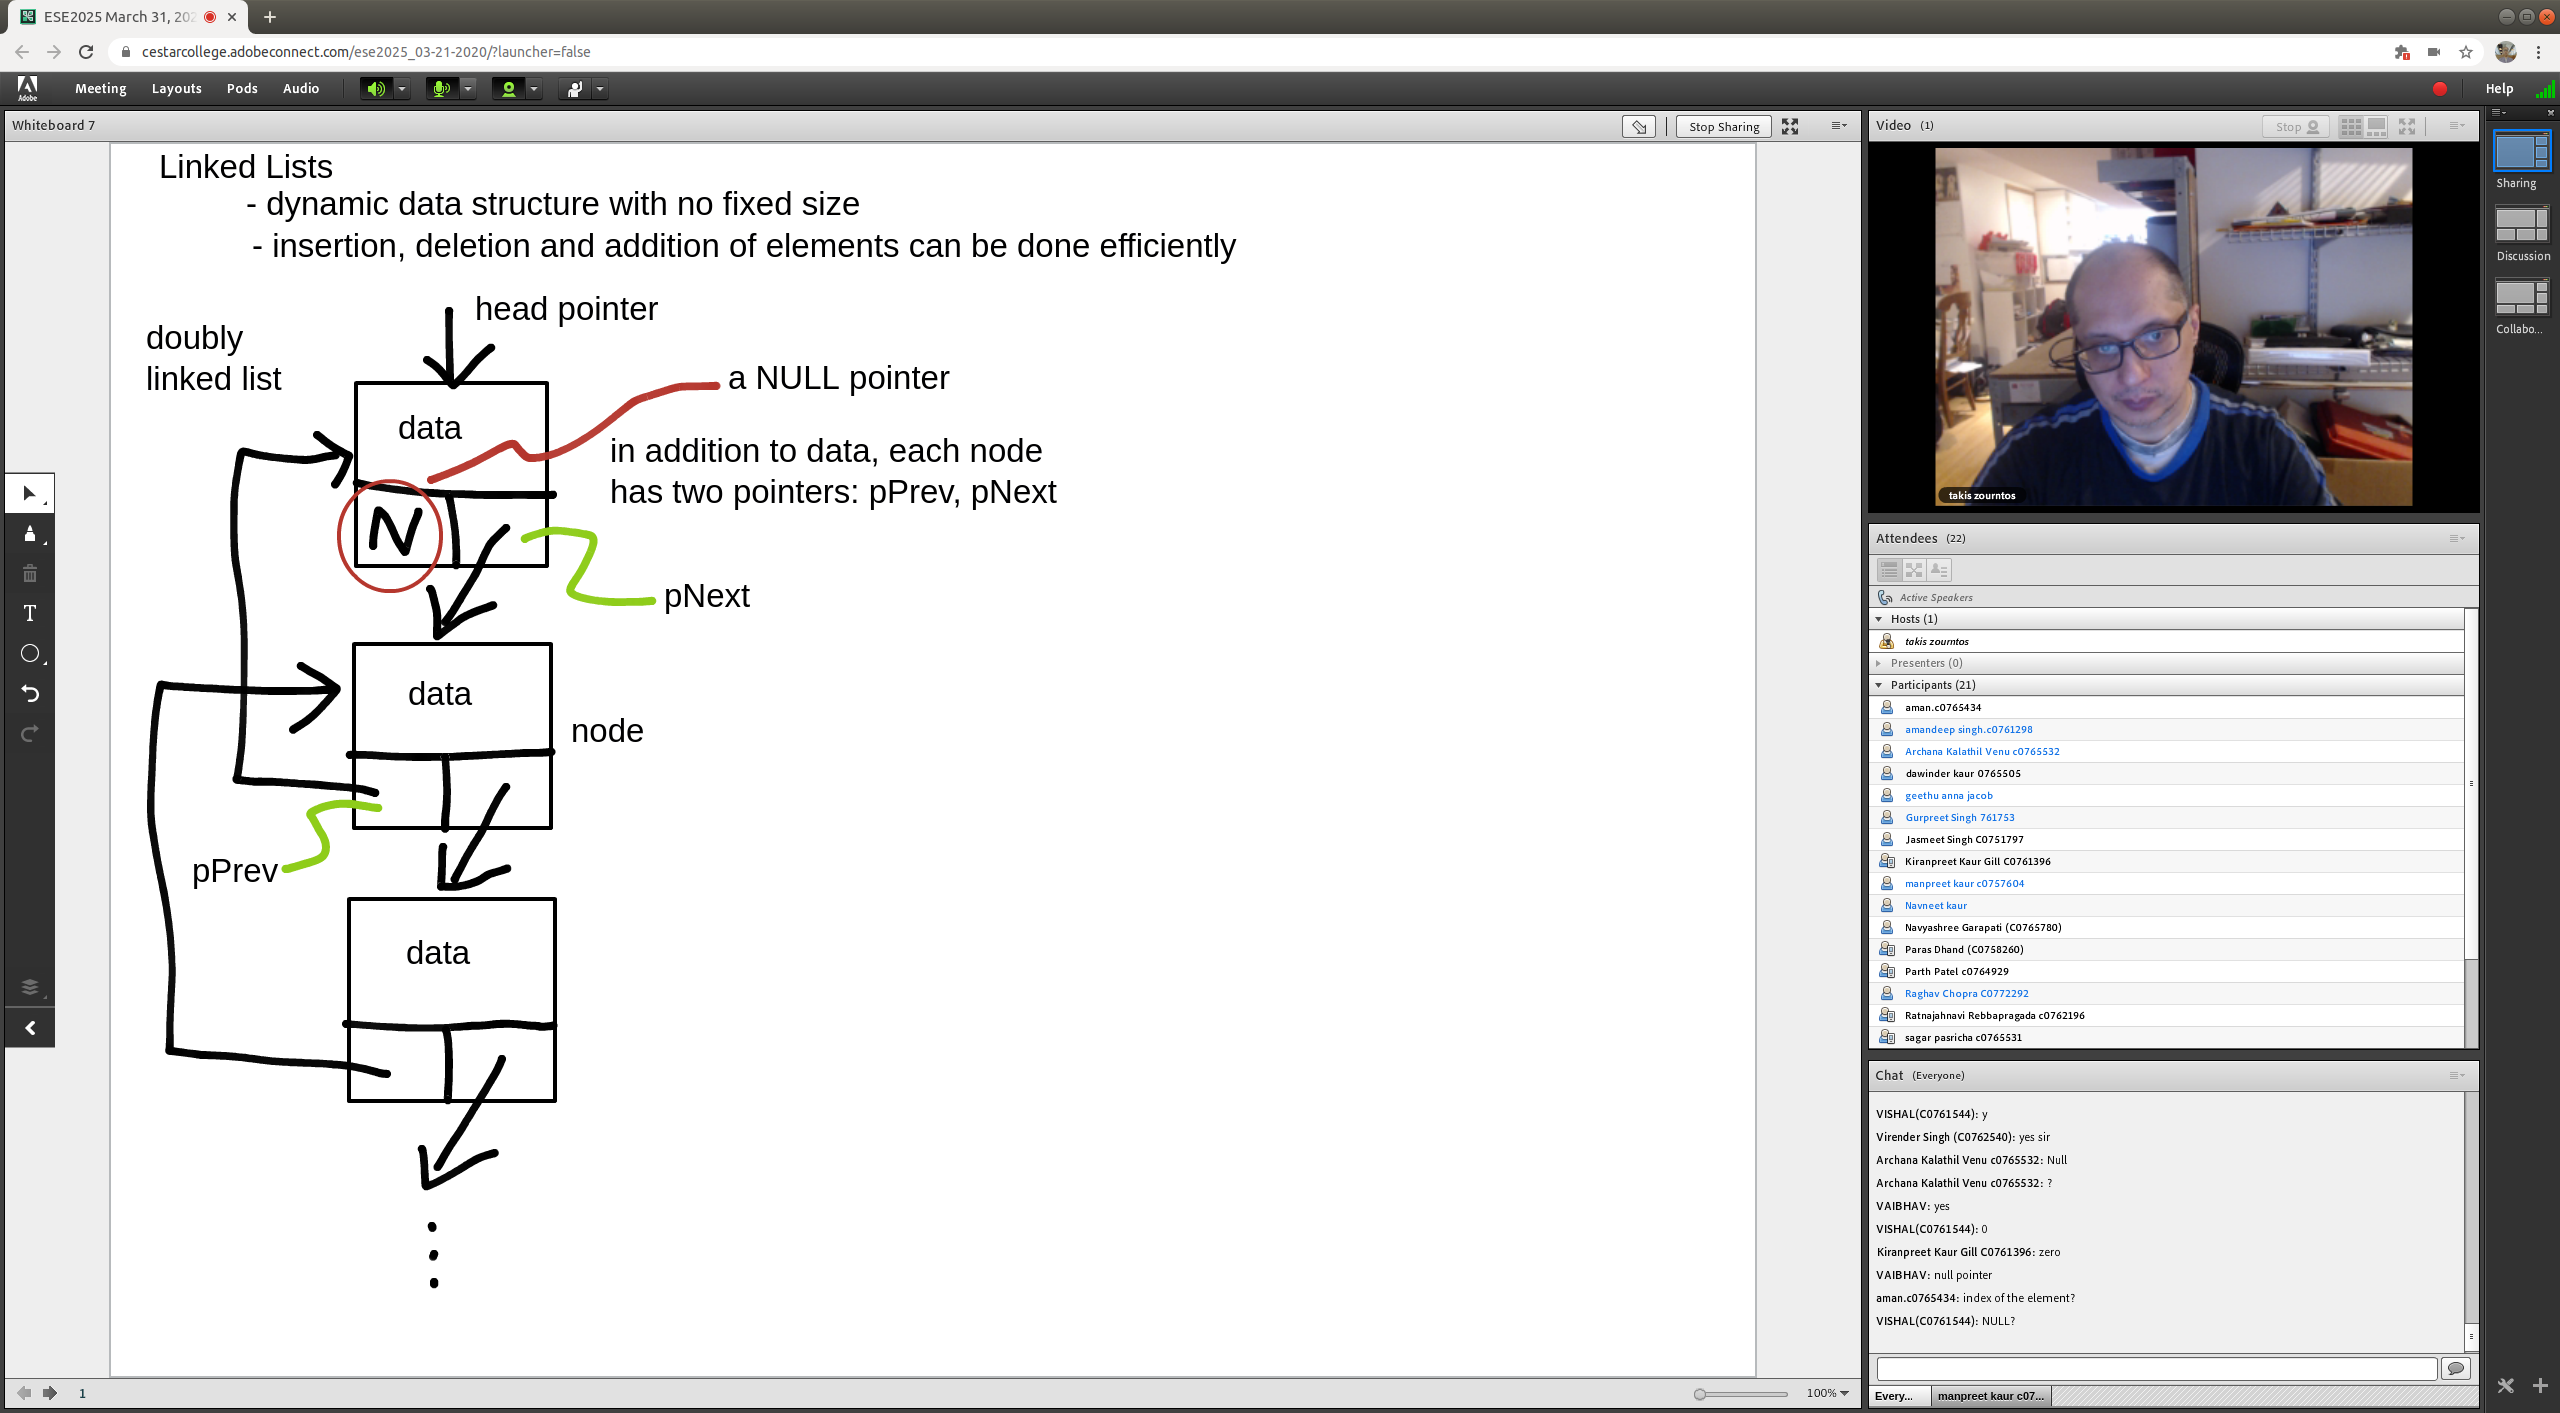 ESE2025 March 31, 202
cestarcollege.adobeconnect.com/ese2025_03-21-2020/?launcher=false
Adobe
Meeting
Layouts
Pods
Audio
Help
Whiteboard 7
Stop Sharing
Linked Lists
- dynamic data structure with no fixed size
- insertion, deletion and addition of elements can be done efficiently
head pointer
doubly
linked list
a NULL pointer
data
in addition to data, each node
has two pointers: pPrev, pNext
N
pNext
data
node
pPrev
data
1
100%
Video (1)
Stop
takis zourntos
Attendees (22)
Active Speakers
Hosts (1)
takis zourntos
Presenters (0)
Participants (21)
aman.c0765434
amandeep singh.c0761298
Archana Kalathil Venu c0765532
dawinder kaur 0765505
geethu anna jacob
Gurpreet Singh 761753
Jasmeet Singh C0751797
Kiranpreet Kaur Gill C0761396
manpreet kaur c0757604
Navneet kaur
Navyashree Garapati (C0765780)
Paras Dhand (C0758260)
Parth Patel c0764929
Raghav Chopra C0772292
Ratnajahnavi Rebbapragada c0762196
sagar pasricha c0765531
Chat (Everyone)
VISHAL(C0761544): y
Virender Singh (C0762540): yes sir
Archana Kalathil Venu c0765532: Null
Archana Kalathil Venu c0765532: ?
VAIBHAV: yes
VISHAL(C0761544): 0
Kiranpreet Kaur Gill C0761396: zero
VAIBHAV: null pointer
aman.c0765434: index of the element?
VISHAL(C0761544): NULL?
Every...
manpreet kaur c07...
Sharing
Discussion
Collabo...